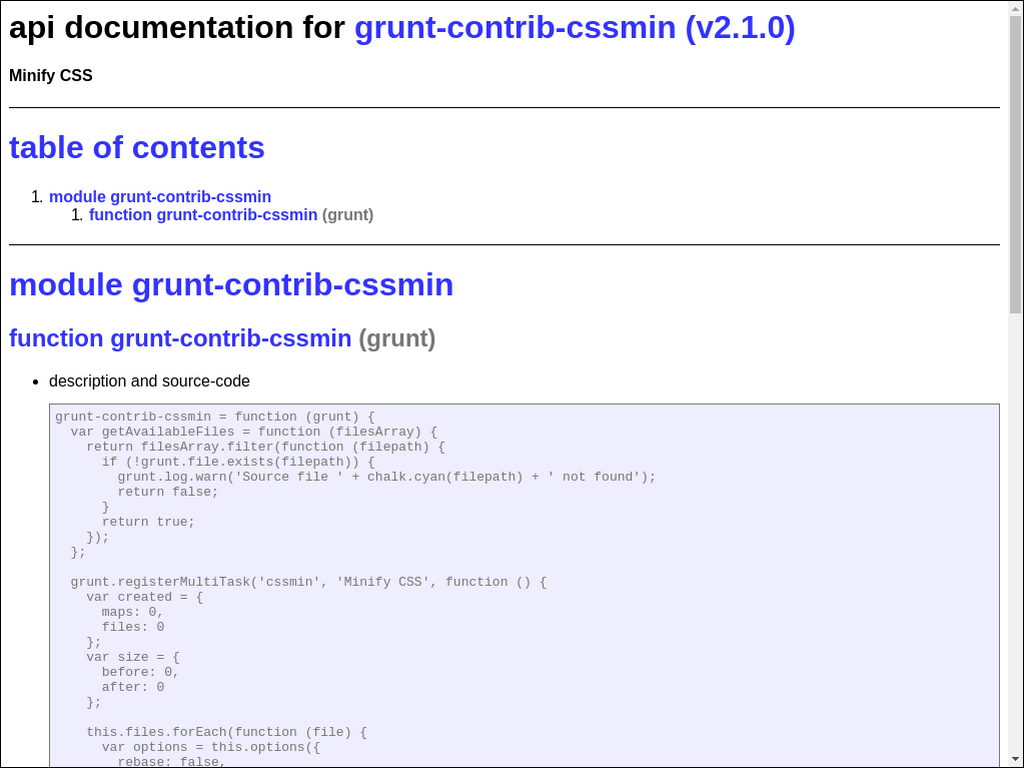 api documentation for grunt-contrib-cssmin (v2.1.0)
Minify CSS
table of contents
1. module grunt-contrib-cssmin
1. function grunt-contrib-cssmin (grunt)
module grunt-contrib-cssmin
function grunt-contrib-cssmin (grunt)
• description and source-code
grunt-contrib-cssmin = function (grunt) {
  var getAvailableFiles = function (filesArray) {
    return filesArray.filter(function (filepath) {
      if (!grunt.file.exists(filepath)) {
        grunt.log.warn('Source file ' + chalk.cyan(filepath) + ' not found');
        return false;
      }
      return true;
    });
  };
  grunt.registerMultiTask('cssmin', 'Minify CSS', function () {
    var created = {
      maps: 0,
      files: 0
    };
    var size = {
      before: 0,
      after: 0
    };
    this.files.forEach(function (file) {
      var options = this.options({
        rebase: false,